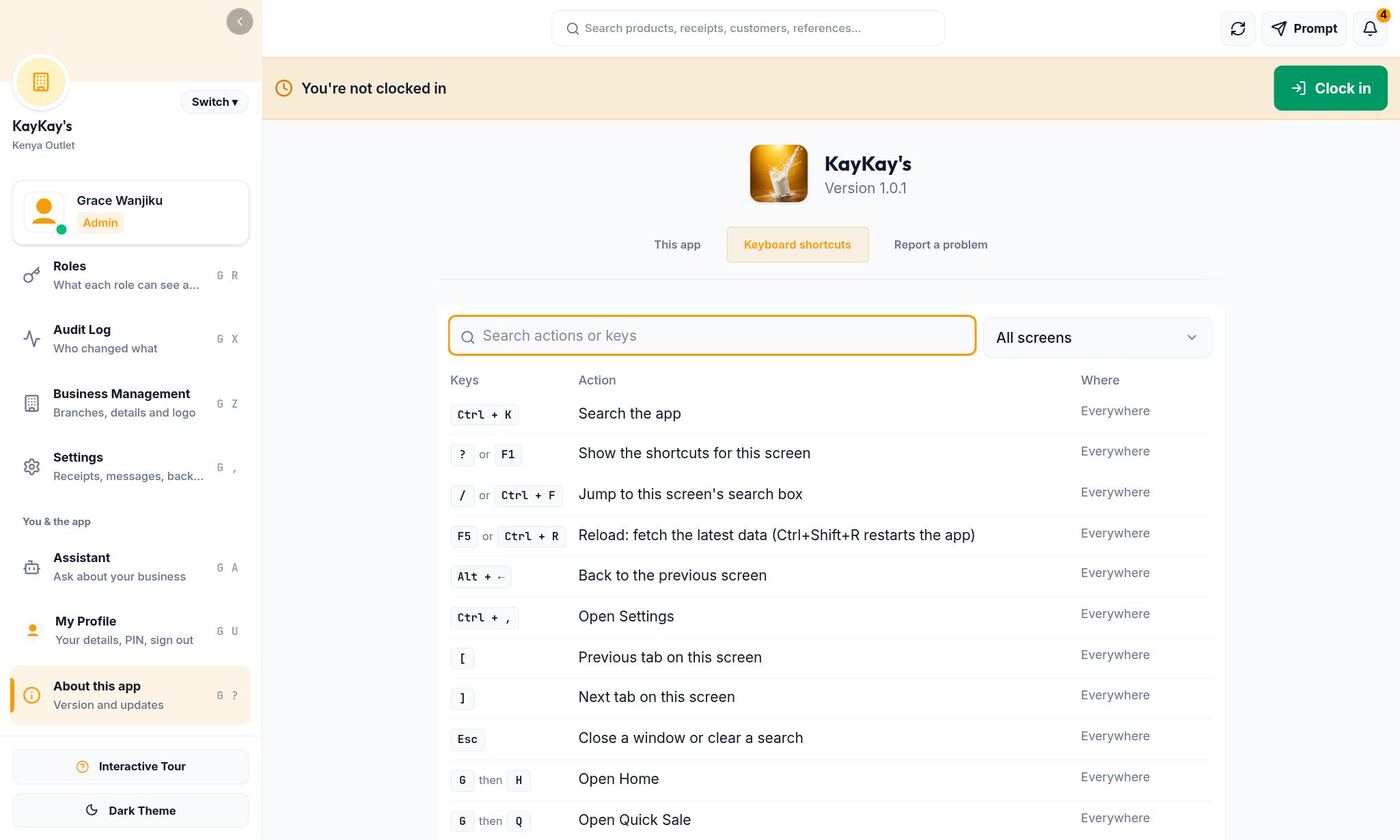 Search products, receipts, customers, references...
Prompt
4
You're not clocked in
Clock in
Switch ▾
KayKay's
Kenya Outlet
Grace Wanjiku
Admin
Roles
What each role can see a...
G R
Audit Log
Who changed what
G X
Business Management
Branches, details and logo
G Z
Settings
Receipts, messages, back...
G ,
You & the app
Assistant
Ask about your business
G A
My Profile
Your details, PIN, sign out
G U
About this app
Version and updates
G ?
Interactive Tour
Dark Theme
KayKay's
Version 1.0.1
This app
Keyboard shortcuts
Report a problem
Search actions or keys
All screens
Keys Action Where
Ctrl + K Search the app Everywhere
? or F1 Show the shortcuts for this screen Everywhere
/ or Ctrl + F Jump to this screen's search box Everywhere
F5 or Ctrl + R Reload: fetch the latest data (Ctrl+Shift+R restarts the app) Everywhere
Alt + ← Back to the previous screen Everywhere
Ctrl + , Open Settings Everywhere
[ Previous tab on this screen Everywhere
] Next tab on this screen Everywhere
Esc Close a window or clear a search Everywhere
G then H Open Home Everywhere
G then Q Open Quick Sale Everywhere